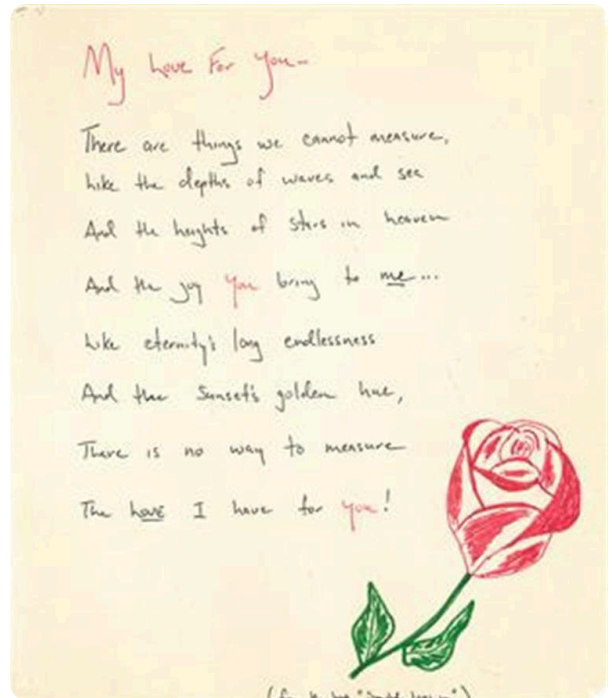 My Love For You—
There are things we cannot measure,
Like the depths of waves and sea
And the heights of stars in heaven
And the joy You bring to me...
Like eternity's long endlessness
And the Sunset's golden hue,
There is no way to measure
The Love I have for you!